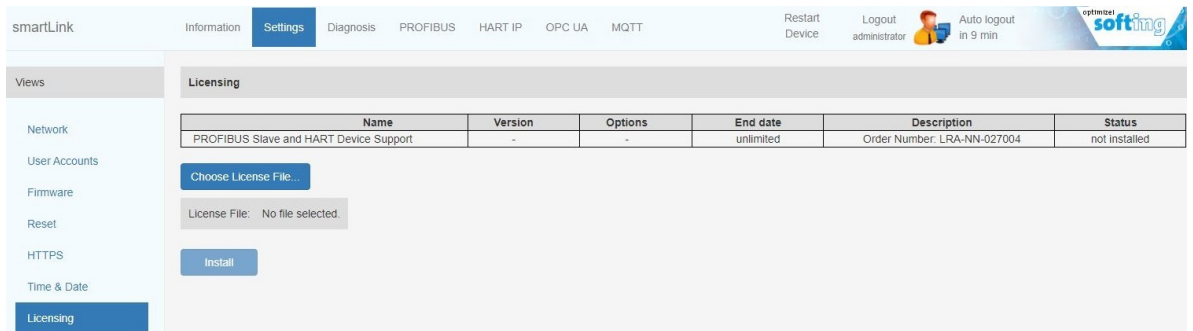 smartLink
Information Settings Diagnosis PROFIBUS HART IP OPC UA MQTT
Restart Device
Logout administrator
Auto logout in 9 min
optimize!
softing
Views
Network
User Accounts
Firmware
Reset
HTTPS
Time & Date
Licensing
Licensing
Name Version Options End date Description Status
PROFIBUS Slave and HART Device Support - - unlimited Order Number: LRA-NN-027004 not installed
Choose License File...
License File: No file selected.
Install